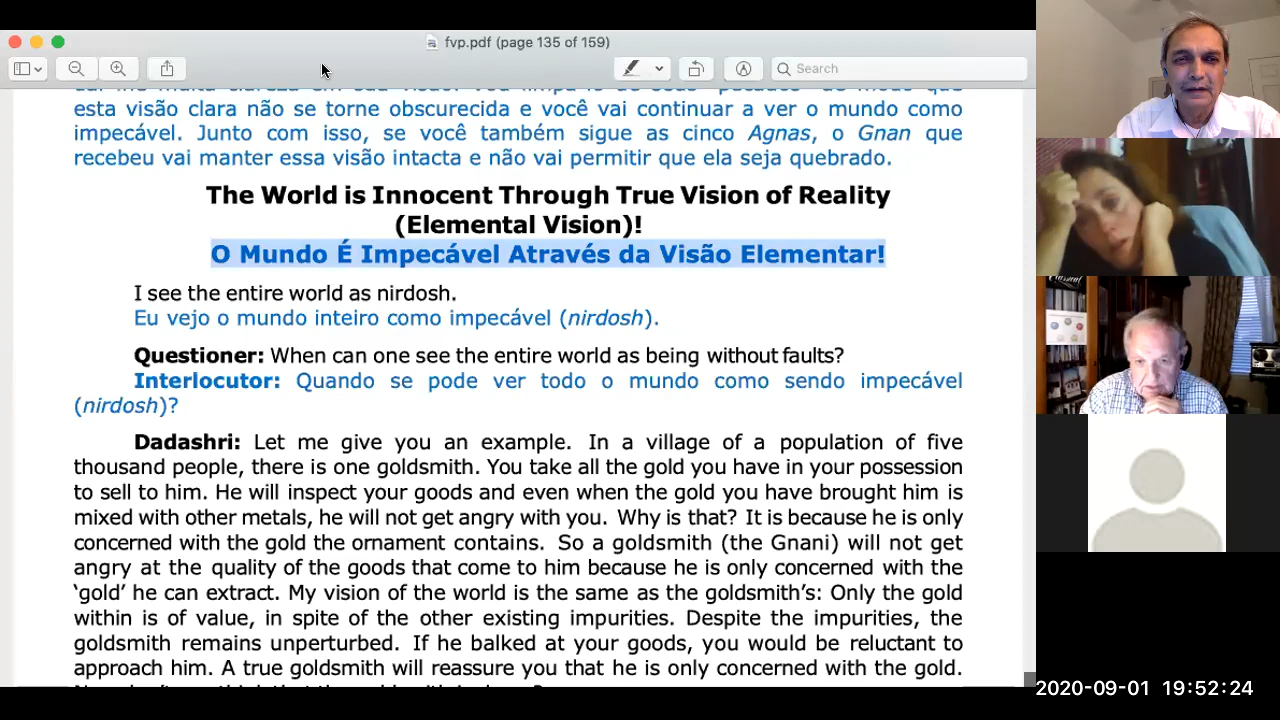 fvp.pdf (page 135 of 159)
Search
esta visão clara não se torne obscurecida e você vai continuar a ver o mundo como
impecável. Junto com isso, se você também sigue as cinco Agnas, o Gnan que
recebeu vai manter essa visão intacta e não vai permitir que ela seja quebrado.
The World is Innocent Through True Vision of Reality
(Elemental Vision)!
O Mundo É Impecável Através da Visão Elementar!
I see the entire world as nirdosh.
Eu vejo o mundo inteiro como impecável (nirdosh).
Questioner: When can one see the entire world as being without faults?
Interlocutor: Quando se pode ver todo o mundo como sendo impecável
(nirdosh)?
Dadashri: Let me give you an example. In a village of a population of five
thousand people, there is one goldsmith. You take all the gold you have in your possession
to sell to him. He will inspect your goods and even when the gold you have brought him is
mixed with other metals, he will not get angry with you. Why is that? It is because he is only
concerned with the gold the ornament contains. So a goldsmith (the Gnani) will not get
angry at the quality of the goods that come to him because he is only concerned with the
‘gold’ he can extract. My vision of the world is the same as the goldsmith’s: Only the gold
within is of value, in spite of the other existing impurities. Despite the impurities, the
goldsmith remains unperturbed. If he balked at your goods, you would be reluctant to
approach him. A true goldsmith will reassure you that he is only concerned with the gold.
2020-09-01 19:52:24